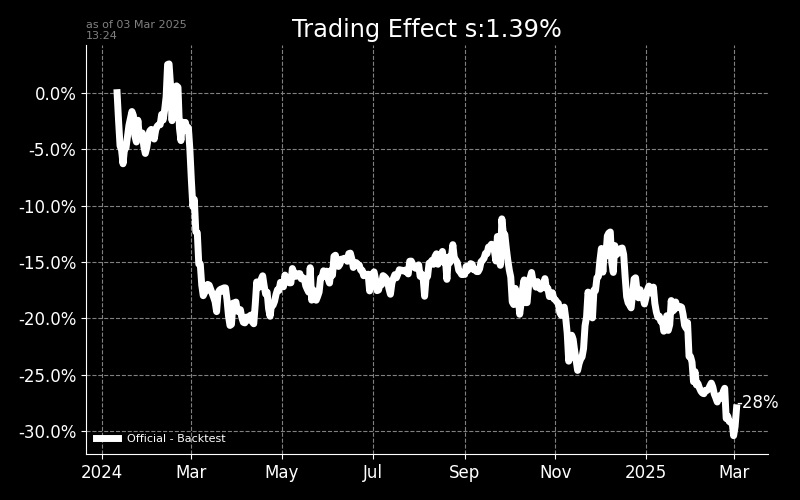 as of 03 Mar 2025
13:24
Trading Effect s:1.39%
0.0%
-5.0%
-10.0%
-15.0%
-20.0%
-25.0%
-30.0%
-28%
Official - Backtest
2024 Mar May Jul Sep Nov 2025 Mar